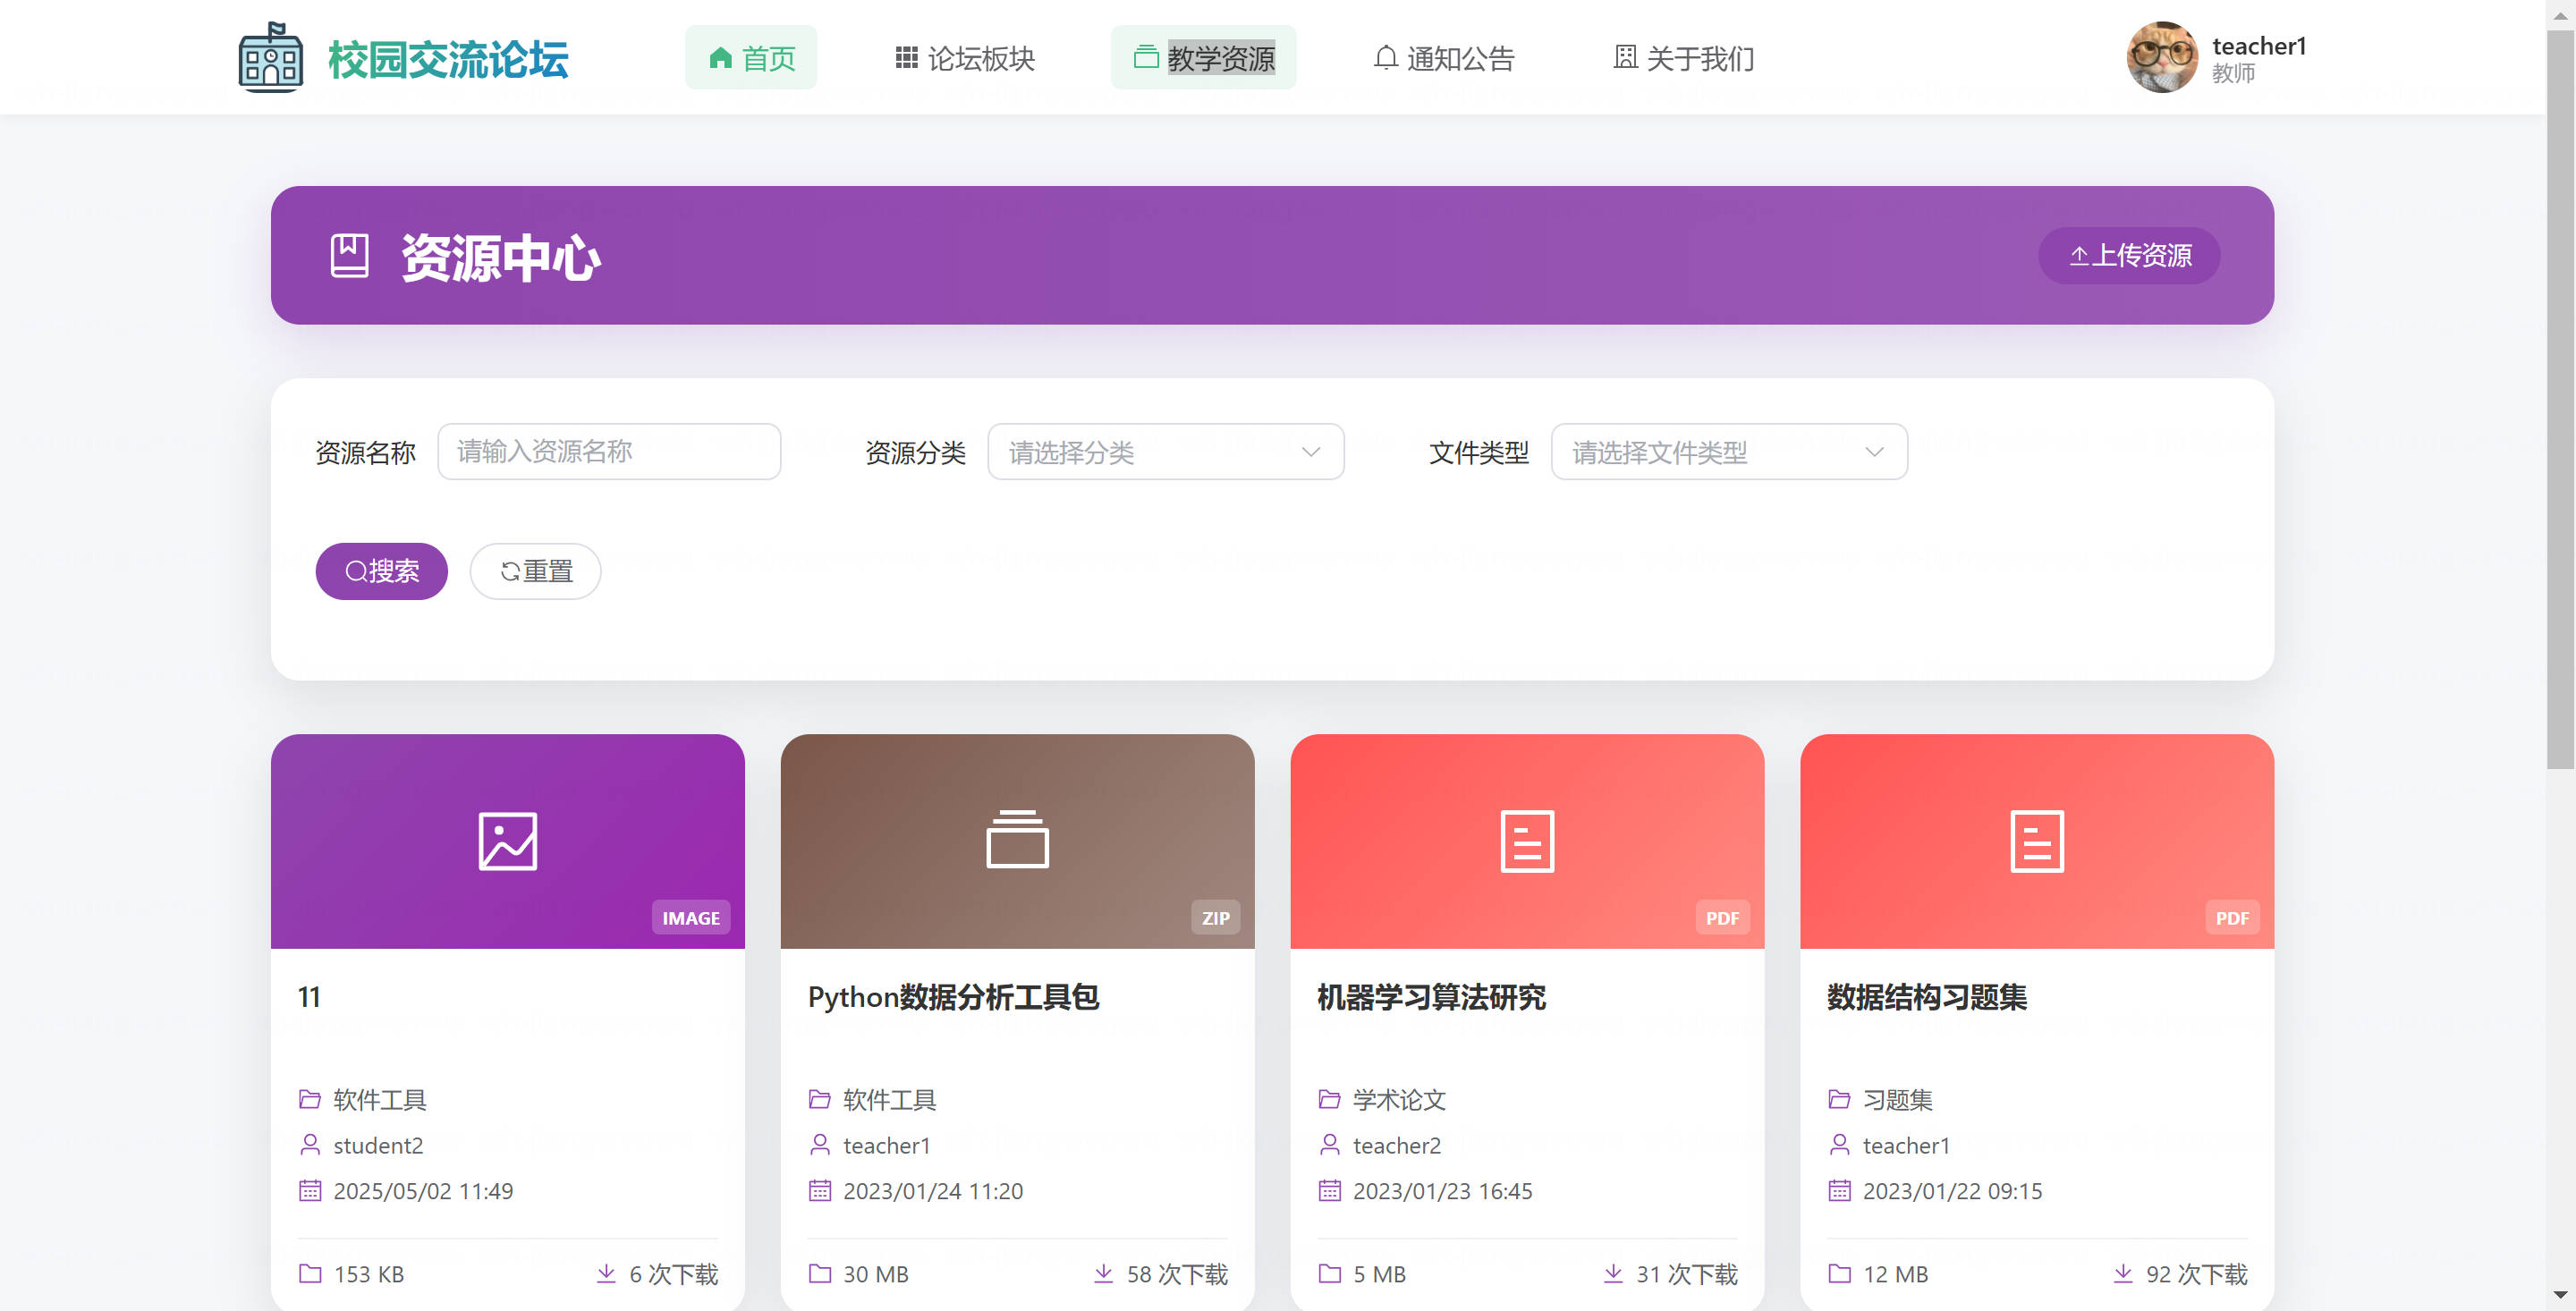 校园交流论坛
首页
论坛板块
教学资源
通知公告
关于我们
teacher1
教师
资源中心
上传资源
资源名称
请输入资源名称
资源分类
请选择分类
文件类型
请选择文件类型
搜索
重置
IMAGE
11
软件工具
student2
2025/05/02 11:49
153 KB
6 次下载
ZIP
Python数据分析工具包
软件工具
teacher1
2023/01/24 11:20
30 MB
58 次下载
PDF
机器学习算法研究
学术论文
teacher2
2023/01/23 16:45
5 MB
31 次下载
PDF
数据结构习题集
习题集
teacher1
2023/01/22 09:15
12 MB
92 次下载